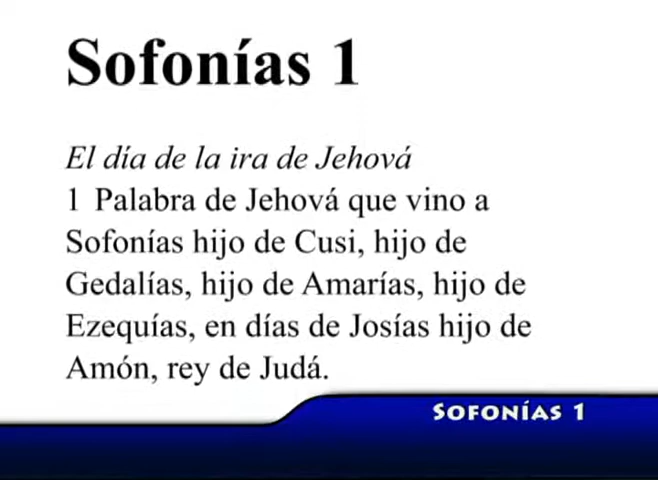 Sofonías 1
El día de la ira de Jehová
1 Palabra de Jehová que vino a
Sofonías hijo de Cusi, hijo de
Gedalías, hijo de Amarías, hijo de
Ezequías, en días de Josías hijo de
Amón, rey de Judá.
Sofonías 1